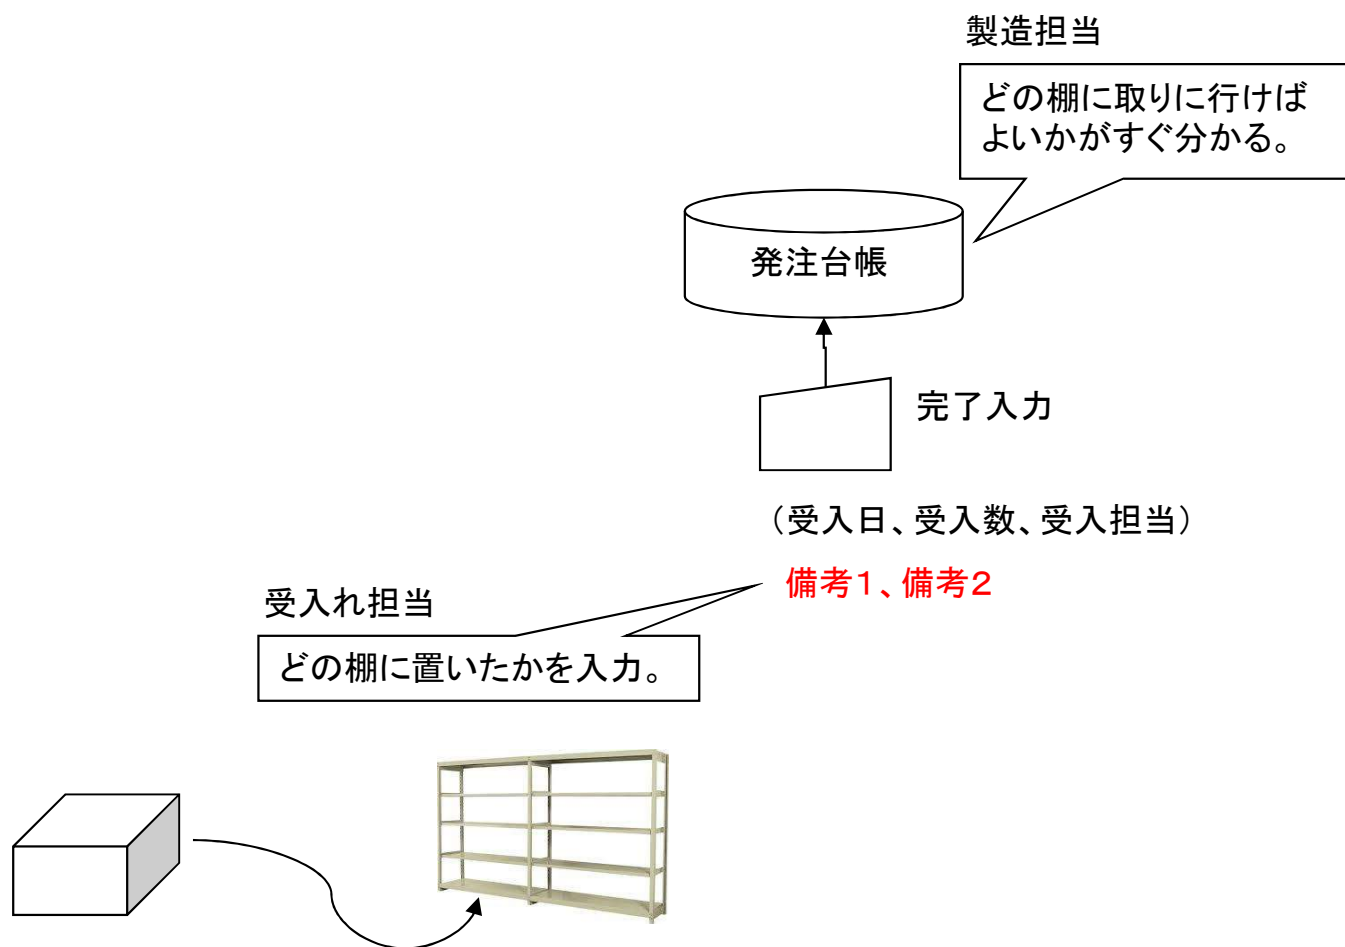 製造担当
どの棚に取りに行けば
よいかがすぐ分かる。
発注台帳
完了入力
（受入日、受入数、受入担当）
備考１、備考２
受入れ担当
どの棚に置いたかを入力。